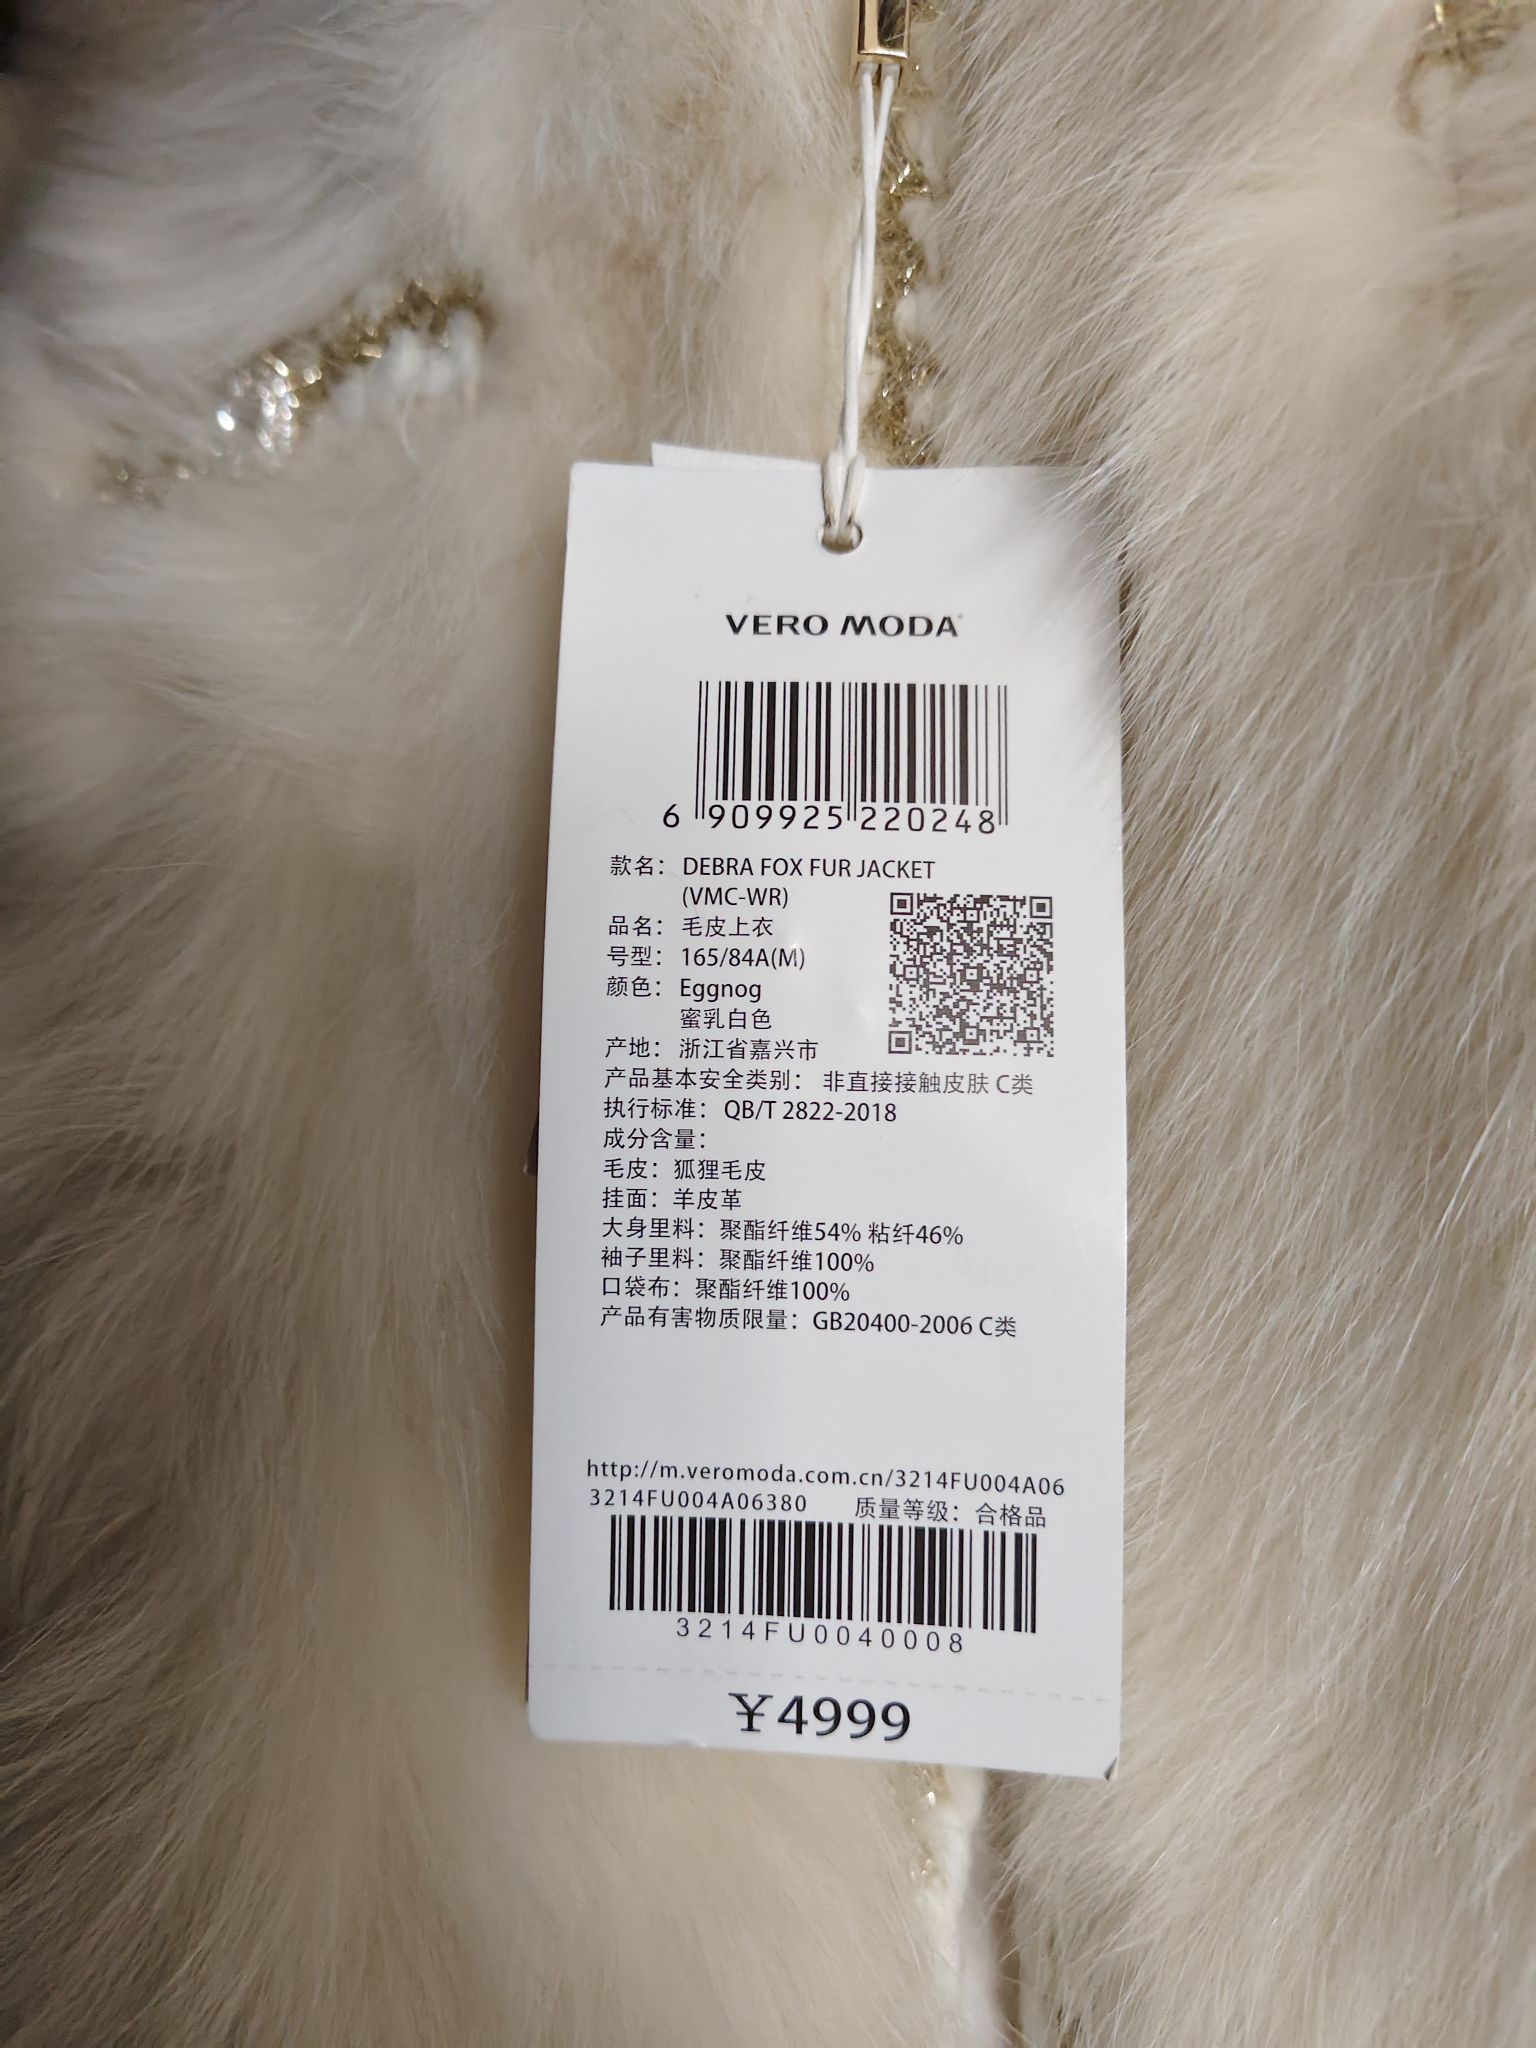 VERO MODA
6 909925 220248
款名： DEBRA FOX FUR JACKET
(VMC-WR)
品名： 毛皮上衣
号型： 165/84A(M)
颜色： Eggnog
蜜乳白色
产地： 浙江省嘉兴市
产品基本安全类别： 非直接接触皮肤 C类
执行标准： QB/T 2822-2018
成分含量：
毛皮：狐狸毛皮
挂面：羊皮革
大身里料：聚酯纤维54% 粘纤46%
袖子里料：聚酯纤维100%
口袋布：聚酯纤维100%
产品有害物质限量：GB20400-2006 C类
http://m.veromoda.com.cn/3214FU004A06
3214FU004A06380 质量等级：合格品
3214FU0040008
￥4999